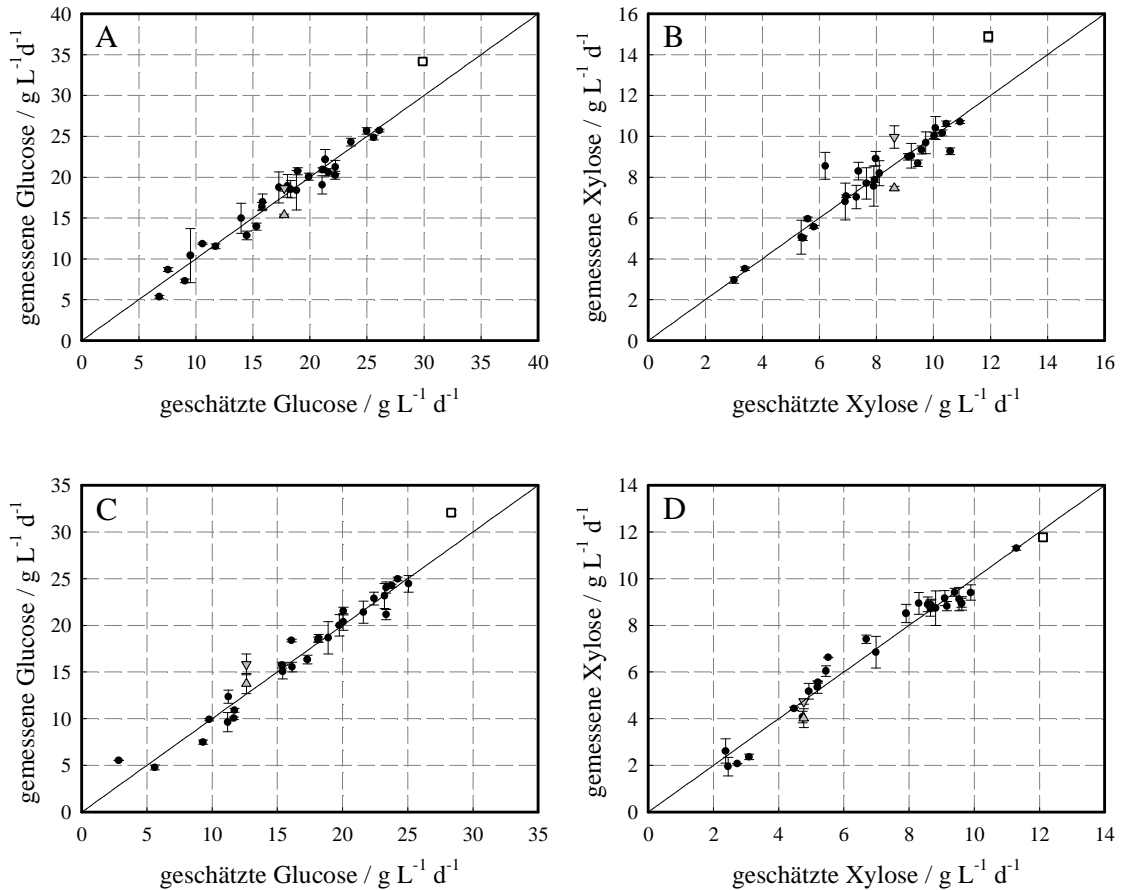 A
B
gemessene Glucose / g L⁻¹ d⁻¹
40
35
30
25
20
15
10
5
0
0 5 10 15 20 25 30 35 40
geschätzte Glucose / g L⁻¹ d⁻¹
gemessene Xylose / g L⁻¹ d⁻¹
16
14
12
10
8
6
4
2
0
0 2 4 6 8 10 12 14 16
geschätzte Xylose / g L⁻¹ d⁻¹
C
D
gemessene Glucose / g L⁻¹ d⁻¹
35
30
25
20
15
10
5
0
0 5 10 15 20 25 30 35
geschätzte Glucose / g L⁻¹ d⁻¹
gemessene Xylose / g L⁻¹ d⁻¹
14
12
10
8
6
4
2
0
0 2 4 6 8 10 12 14
geschätzte Xylose / g L⁻¹ d⁻¹